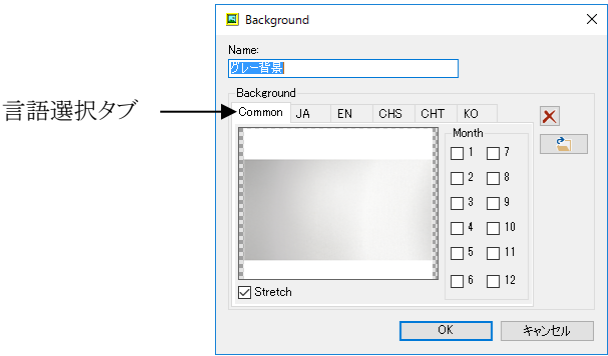 Background
Name:
グレー背景
Background
言語選択タブ
Common JA EN CHS CHT KO
Month
1 7
2 8
3 9
4 10
5 11
6 12
Stretch
OK キャンセル